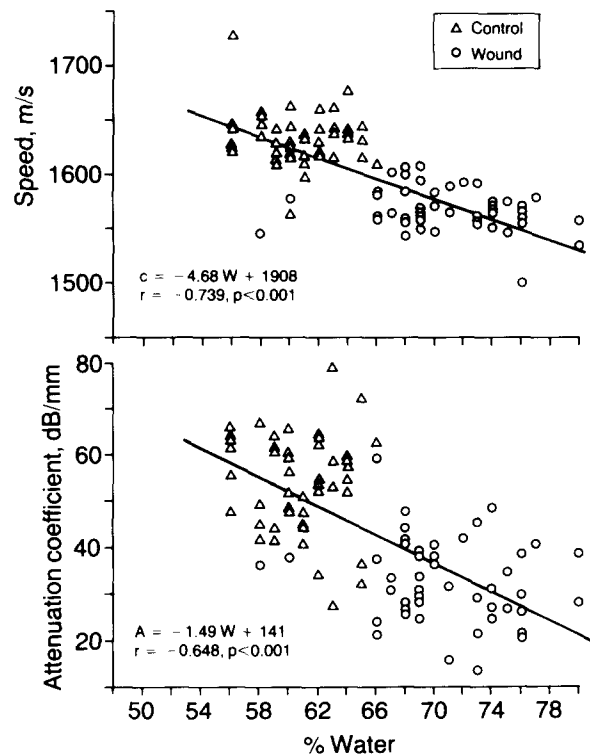 △ Control
○ Wound
1700
1600
1500
Speed, m/s
c = -4.68 W + 1908
r = -0.739, p<0.001
80
60
40
20
Attenuation coefficient, dB/mm
A = -1.49 W + 141
r = -0.648, p<0.001
50 54 58 62 66 70 74 78
% Water